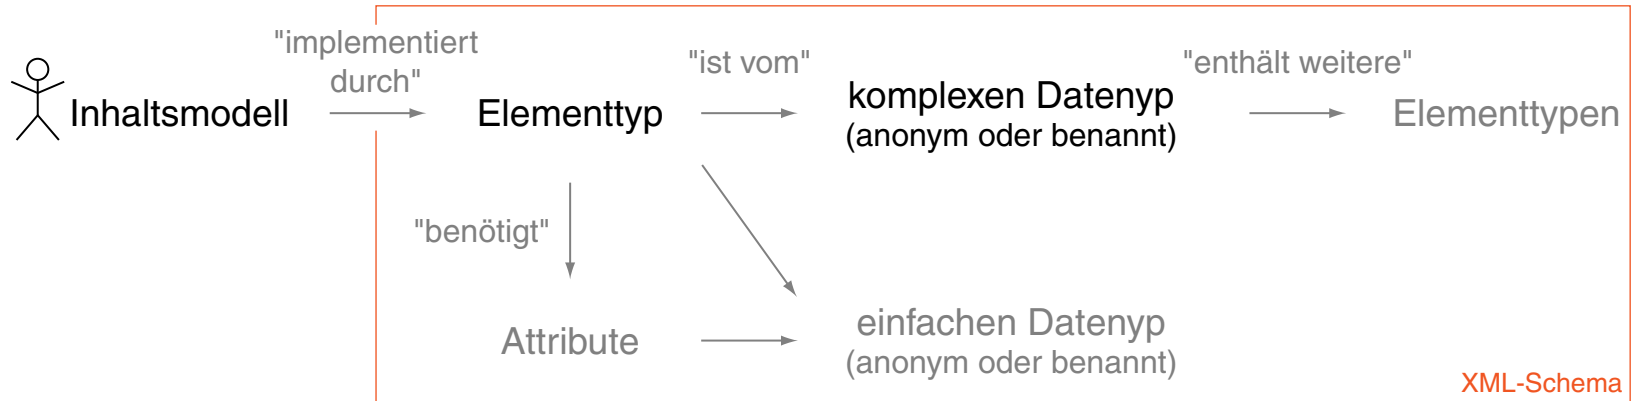 "implementiert
durch"
"ist vom"
"enthält weitere"
Inhaltsmodell
Elementtyp
komplexen Datenyp
(anonym oder benannt)
Elementtypen
"benötigt"
Attribute
einfachen Datenyp
(anonym oder benannt)
XML-Schema